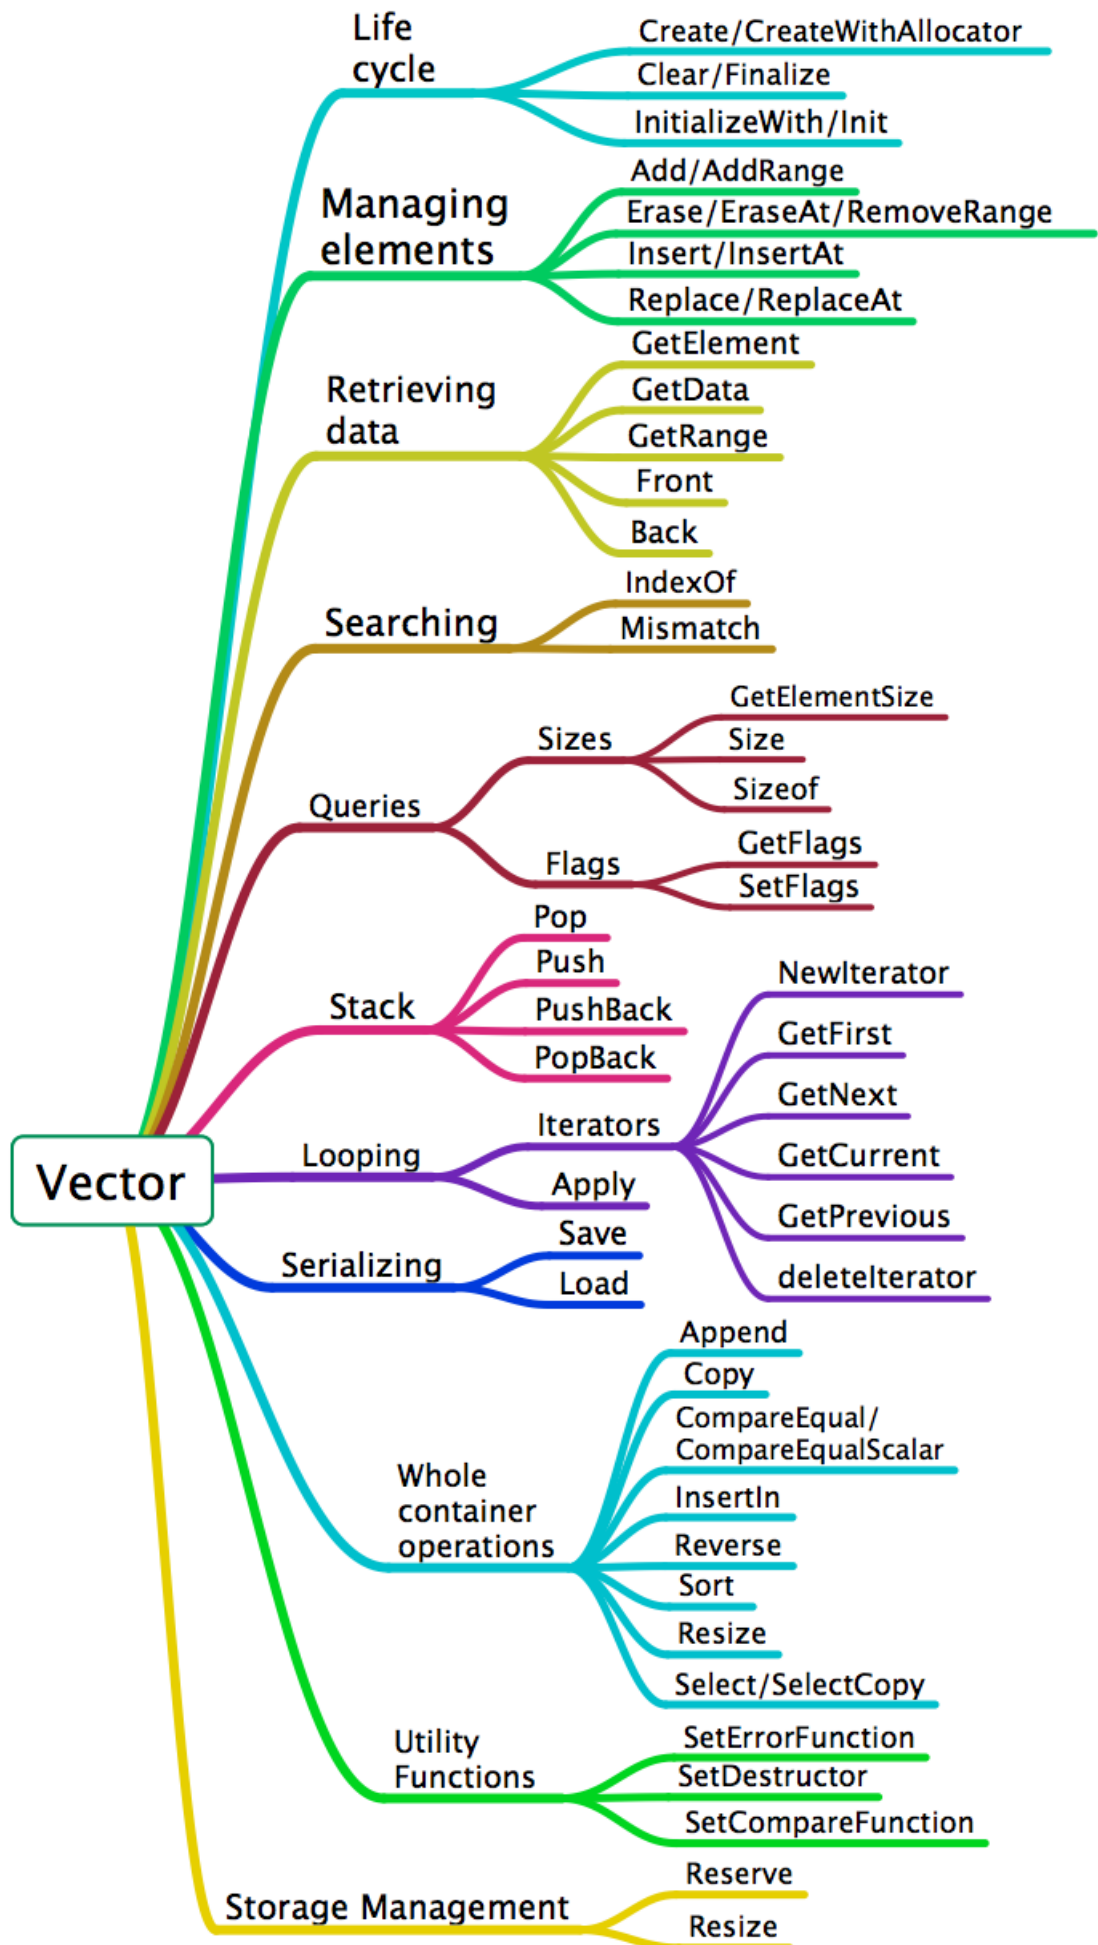 Life
cycle
Create/CreateWithAllocator
Clear/Finalize
InitializeWith/Init
Managing
elements
Add/AddRange
Erase/EraseAt/RemoveRange
Insert/InsertAt
Replace/ReplaceAt
Retrieving
data
GetElement
GetData
GetRange
Front
Back
Searching
IndexOf
Mismatch
Queries
Sizes
GetElementSize
Size
Sizeof
Flags
GetFlags
SetFlags
Stack
Pop
Push
PushBack
PopBack
Vector
Looping
Iterators
NewIterator
GetFirst
GetNext
GetCurrent
GetPrevious
deleteIterator
Apply
Serializing
Save
Load
Whole
container
operations
Append
Copy
CompareEqual/
CompareEqualScalar
InsertIn
Reverse
Sort
Resize
Select/SelectCopy
Utility
Functions
SetErrorFunction
SetDestructor
SetCompareFunction
Storage Management
Reserve
Resize